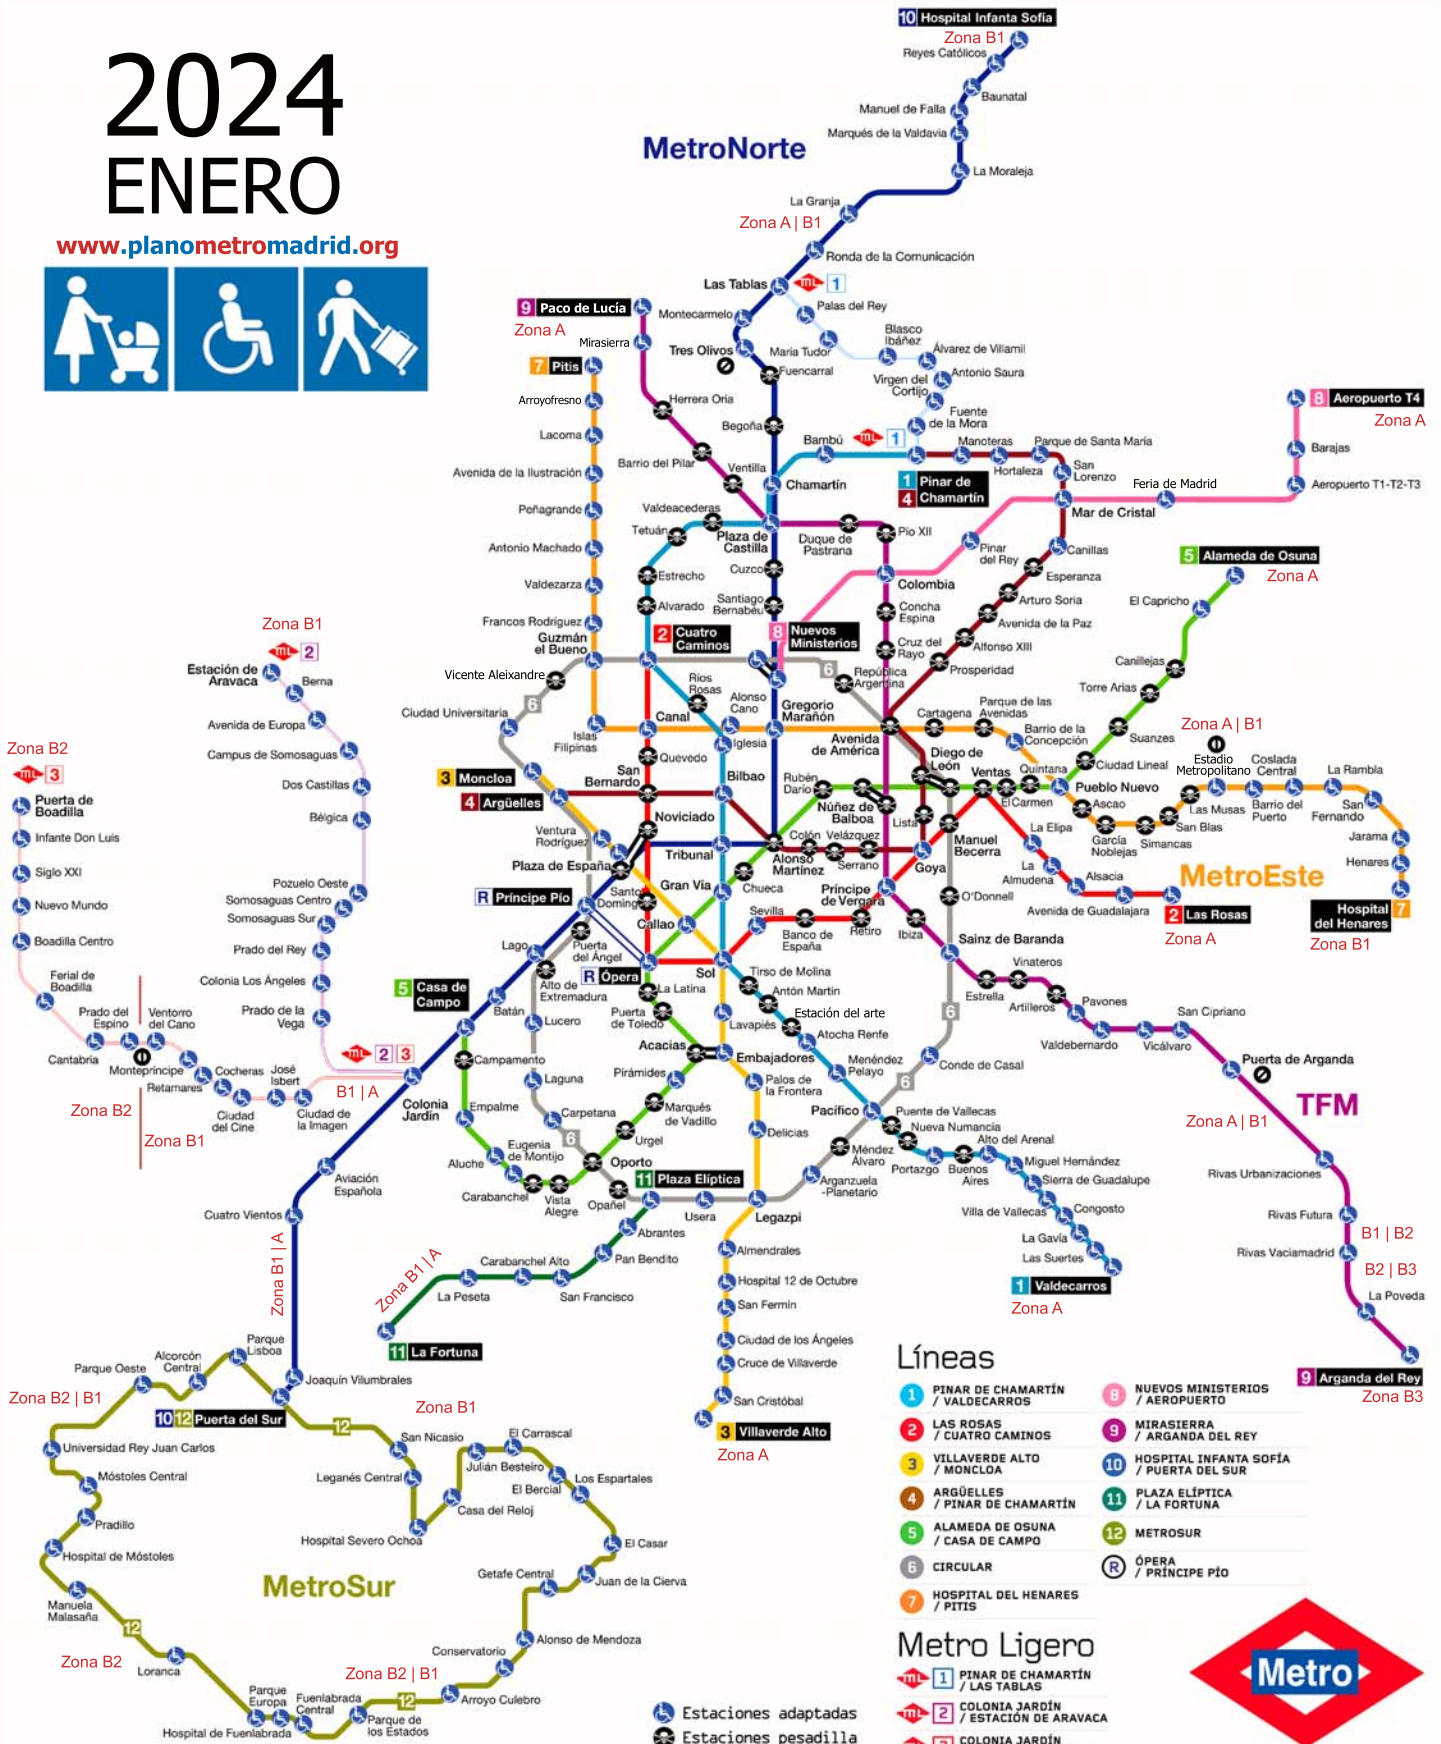 2024
ENERO
www.planometromadrid.org
10 Hospital Infanta Sofía
Zona B1
Reyes Católicos
Baunatal
Manuel de Falla
Marqués de la Valdavia
MetroNorte
La Moraleja
La Granja
Zona A | B1
Ronda de la Comunicación
Las Tablas
mL 1
9 Paco de Lucía
Zona A
Montecarmelo
Palas del Rey
Mirasierra
Tres Olivos
María Tudor
Blasco
Ibáñez
Álvarez de Villamil
7 Pitis
Fuencarral
Virgen del
Cortijo
Antonio Saura
Arroyofresno
Herrera Oria
Fuente
de la Mora
8 Aeropuerto T4
Zona A
Lacoma
Begoña
Bambú
mL 1
Manoteras
Parque de Santa María
Barajas
Avenida de la Ilustración
Barrio del Pilar
Ventilla
Chamartín
1 Pinar de
4 Chamartín
Hortaleza
San
Lorenzo
Feria de Madrid
Aeropuerto T1-T2-T3
Peñagrande
Valdeacederas
Mar de Cristal
Tetuán
Plaza de
Castilla
Duque de
Pastrana
Pío XII
Antonio Machado
Pinar
del Rey
Canillas
5 Alameda de Osuna
Zona A
Valdezarza
Estrecho
Cuzco
Colombia
Esperanza
El Capricho
Francos Rodríguez
Alvarado
Santiago
Bernabéu
Concha
Espina
Arturo Soria
Avenida de la Paz
Zona B1
mL 2
Guzmán
el Bueno
2 Cuatro
Caminos
8 Nuevos
Ministerios
Cruz del
Rayo
Alfonso XIII
Estación de
Aravaca
Berna
Vicente Aleixandre
6
República
Argentina
Prosperidad
Canillejas
Ríos
Rosas
Alonso
Cano
Torre Arias
6
Ciudad Universitaria
Avenida de Europa
Canal
Gregorio
Marañón
Cartagena
Parque de las
Avenidas
Zona A | B1
Islas
Filipinas
Iglesia
Avenida
de América
Barrio de la
Concepción
Suanzes
Zona B2
mL 3
Campus de Somosaguas
Quevedo
Diego de
León
Ciudad Lineal
Estadio
Metropolitano
Coslada
Central
La Rambla
3 Moncloa
San
Bernardo
Bilbao
Rubén
Darío
Ventas
Quintana
Pueblo Nuevo
Dos Castillas
4 Argüelles
Núñez de
Balboa
El Carmen
Ascao
Las Musas
Barrio del
Puerto
San
Fernando
Puerta de
Boadilla
Bélgica
Noviciado
Lista
La Elipa
García
Noblejas
Simancas
San Blas
Jarama
Infante Don Luis
Ventura
Rodríguez
Tribunal
Colón
Velázquez
Manuel
Becerra
Siglo XXI
Plaza de España
Alonso
Martínez
Serrano
Goya
La
Almudena
Alsacia
MetroEste
Henares
Pozuelo Oeste
Gran Vía
Chueca
Príncipe
de Vergara
O'Donnell
Avenida de Guadalajara
2 Las Rosas
Zona A
Hospital
del Henares 7
Zona B1
Nuevo Mundo
Somosaguas Centro
R Príncipe Pío
Santo
Domingo
Callao
Sevilla
Somosaguas Sur
Banco de
España
Retiro
Ibiza
Boadilla Centro
Prado del Rey
Lago
Puerta
del Ángel
Sainz de Baranda
R Ópera
Sol
Ferial de
Boadilla
Colonia Los Ángeles
5 Casa de
Campo
Alto de
Extremadura
La Latina
Tirso de Molina
Vinateros
Antón Martin
Estrella
Artilleros
Pavones
Prado del
Espino
Ventorro
del Cano
Prado de la
Vega
Batán
Lucero
Puerta
de Toledo
Lavapiés
Estación del arte
6
San Cipriano
Cantabria
Montepríncipe
mL 2 3
Acacias
Embajadores
Atocha Renfe
Valdebernardo
Vicálvaro
Puerta de Arganda
Retamares
Cocheras
José
Isbert
B1 | A
Campamento
Laguna
Pirámides
Palos de
la Frontera
Menéndez
Pelayo
Conde de Casal
6
TFM
Zona B2
Zona B1
Ciudad
del Cine
Ciudad de
la Imagen
Colonia
Jardín
Empalme
Carpetana
Marqués
de Vadillo
Pacífico
Puente de Vallecas
Zona A | B1
Eugenia
de Montijo
6
Urgel
Delicias
Nueva Numancia
Alto del Arenal
Aluche
Oporto
Méndez
Álvaro
Portazgo
Buenos
Aires
Miguel Hernández
Rivas Urbanizaciones
Aviación
Española
Carabanchel
Vista
Alegre
Opañel
11 Plaza Elíptica
Arganzuela
-Planetario
Sierra de Guadalupe
Cuatro Vientos
Usera
Legazpi
Villa de Vallecas
Congosto
Rivas Futura
Zona B1 | A
Abrantes
La Gavía
B1 | B2
Zona B1 | A
Carabanchel Alto
Pan Bendito
Almendrales
Las Suertes
Rivas Vaciamadrid
B2 | B3
La Peseta
San Francisco
Hospital 12 de Octubre
1 Valdecarros
Zona A
San Fermín
La Poveda
11 La Fortuna
Ciudad de los Ángeles
Cruce de Villaverde
9 Arganda del Rey
Zona B3
Parque
Lisboa
Alcorcón
Central
Parque Oeste
Joaquín Vilumbrales
San Cristóbal
Zona B2 | B1
10 12 Puerta del Sur
Zona B1
3 Villaverde Alto
Zona A
12
Universidad Rey Juan Carlos
San Nicasio
El Carrascal
Móstoles Central
Leganés Central
Julián Besteiro
Los Espartales
El Bercial
Pradillo
Casa del Reloj
Hospital Severo Ochoa
El Casar
Hospital de Móstoles
MetroSur
Getafe Central
Juan de la Cierva
Manuela
Malasaña
12
Alonso de Mendoza
Zona B2
Loranca
Conservatorio
Zona B2 | B1
Parque
Europa
Fuenlabrada
Central
12
Arroyo Culebro
Hospital de Fuenlabrada
Parque de
los Estados
Líneas
1 PINAR DE CHAMARTÍN
/ VALDECARROS
2 LAS ROSAS
/ CUATRO CAMINOS
3 VILLAVERDE ALTO
/ MONCLOA
4 ARGÜELLES
/ PINAR DE CHAMARTÍN
5 ALAMEDA DE OSUNA
/ CASA DE CAMPO
6 CIRCULAR
7 HOSPITAL DEL HENARES
/ PITIS
8 NUEVOS MINISTERIOS
/ AEROPUERTO
9 MIRASIERRA
/ ARGANDA DEL REY
10 HOSPITAL INFANTA SOFÍA
/ PUERTA DEL SUR
11 PLAZA ELÍPTICA
/ LA FORTUNA
12 METROSUR
R ÓPERA
/ PRÍNCIPE PÍO
Metro Ligero
mL 1 PINAR DE CHAMARTÍN
/ LAS TABLAS
mL 2 COLONIA JARDÍN
/ ESTACIÓN DE ARAVACA
COLONIA JARDÍN
Metro
Estaciones adaptadas
Estaciones pesadilla